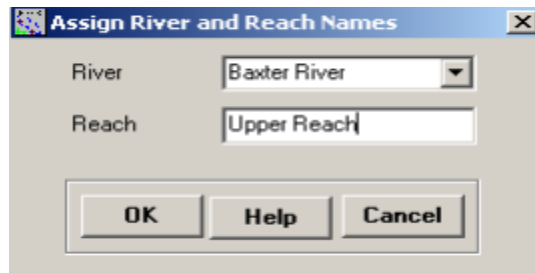 Assign River and Reach Names
River Baxter River
Reach Upper Reach
OK Help Cancel